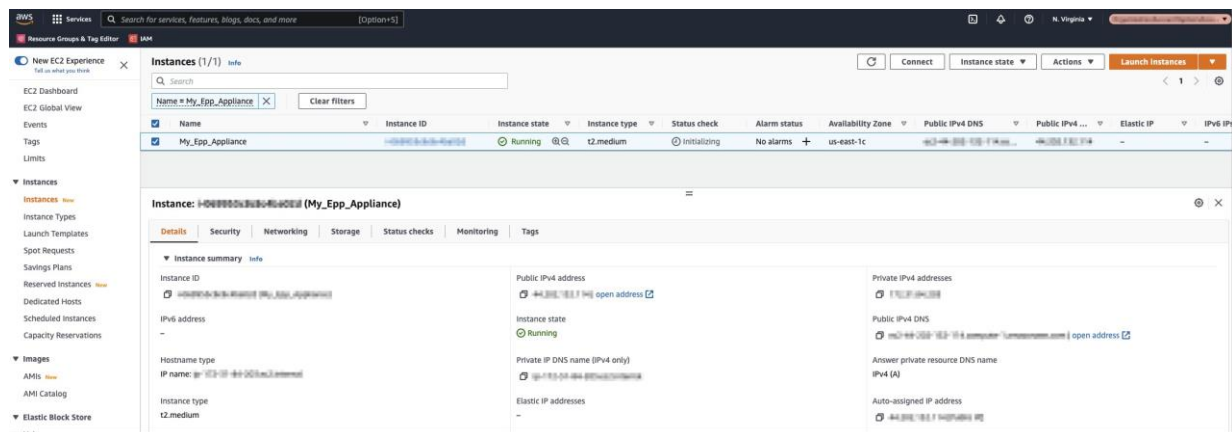 aws Services Search for services, features, blogs, docs, and more [Option+S] N. Virginia
Resource Groups & Tag Editor IAM
New EC2 Experience
Tell us what you think
EC2 Dashboard
EC2 Global View
Events
Tags
Limits
Instances
Instances New
Instance Types
Launch Templates
Spot Requests
Savings Plans
Reserved Instances New
Dedicated Hosts
Scheduled Instances
Capacity Reservations
Images
AMIs New
AMI Catalog
Elastic Block Store
Instances (1/1) Info
Connect Instance state Actions Launch instances
Search
1
Name = My_Epp_Appliance Clear filters
Name Instance ID Instance state Instance type Status check Alarm status Availability Zone Public IPv4 DNS Public IPv4 ... Elastic IP IPv6 IPs
My_Epp_Appliance Running t2.medium Initializing No alarms + us-east-1c – –
Instance: (My_Epp_Appliance)
Details Security Networking Storage Status checks Monitoring Tags
Instance summary Info
Instance ID Public IPv4 address Private IPv4 addresses
open address
IPv6 address Instance state Public IPv4 DNS
– Running open address
Hostname type Private IP DNS name (IPv4 only) Answer private resource DNS name
IP name: IPv4 (A)
Instance type Elastic IP addresses Auto-assigned IP address
t2.medium –